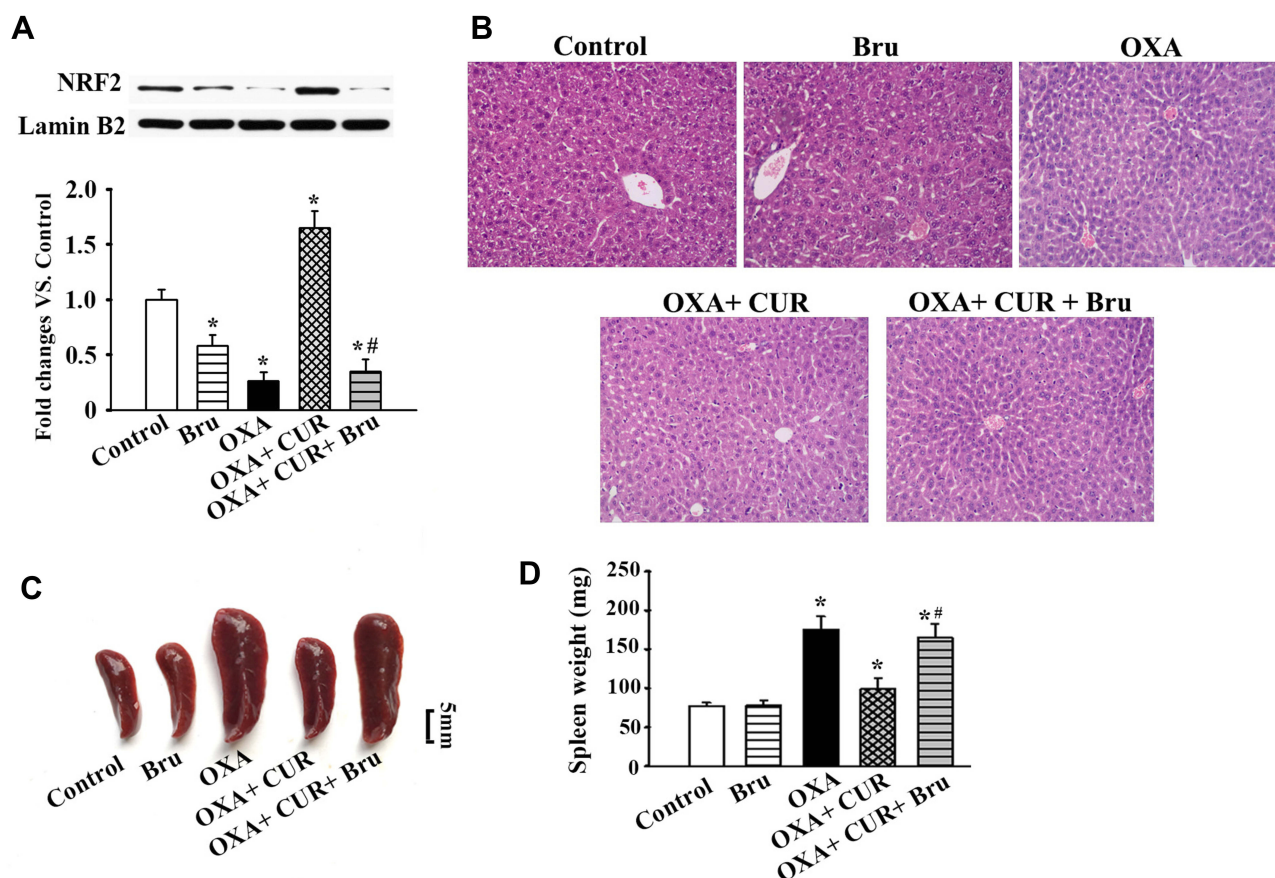 A
NRF2
Lamin B2
Fold changes VS. Control
2.0
1.5
1.0
0.5
0
*
*
*
*#
Control
Bru
OXA
OXA+ CUR
OXA+ CUR+ Bru
B
Control
Bru
OXA
OXA+ CUR
OXA+ CUR + Bru
C
Control
Bru
OXA
OXA+ CUR
OXA+ CUR+ Bru
5mm
D
Spleen weight (mg)
250
200
150
100
50
0
*
*
*#
Control
Bru
OXA
OXA+ CUR
OXA+ CUR+ Bru